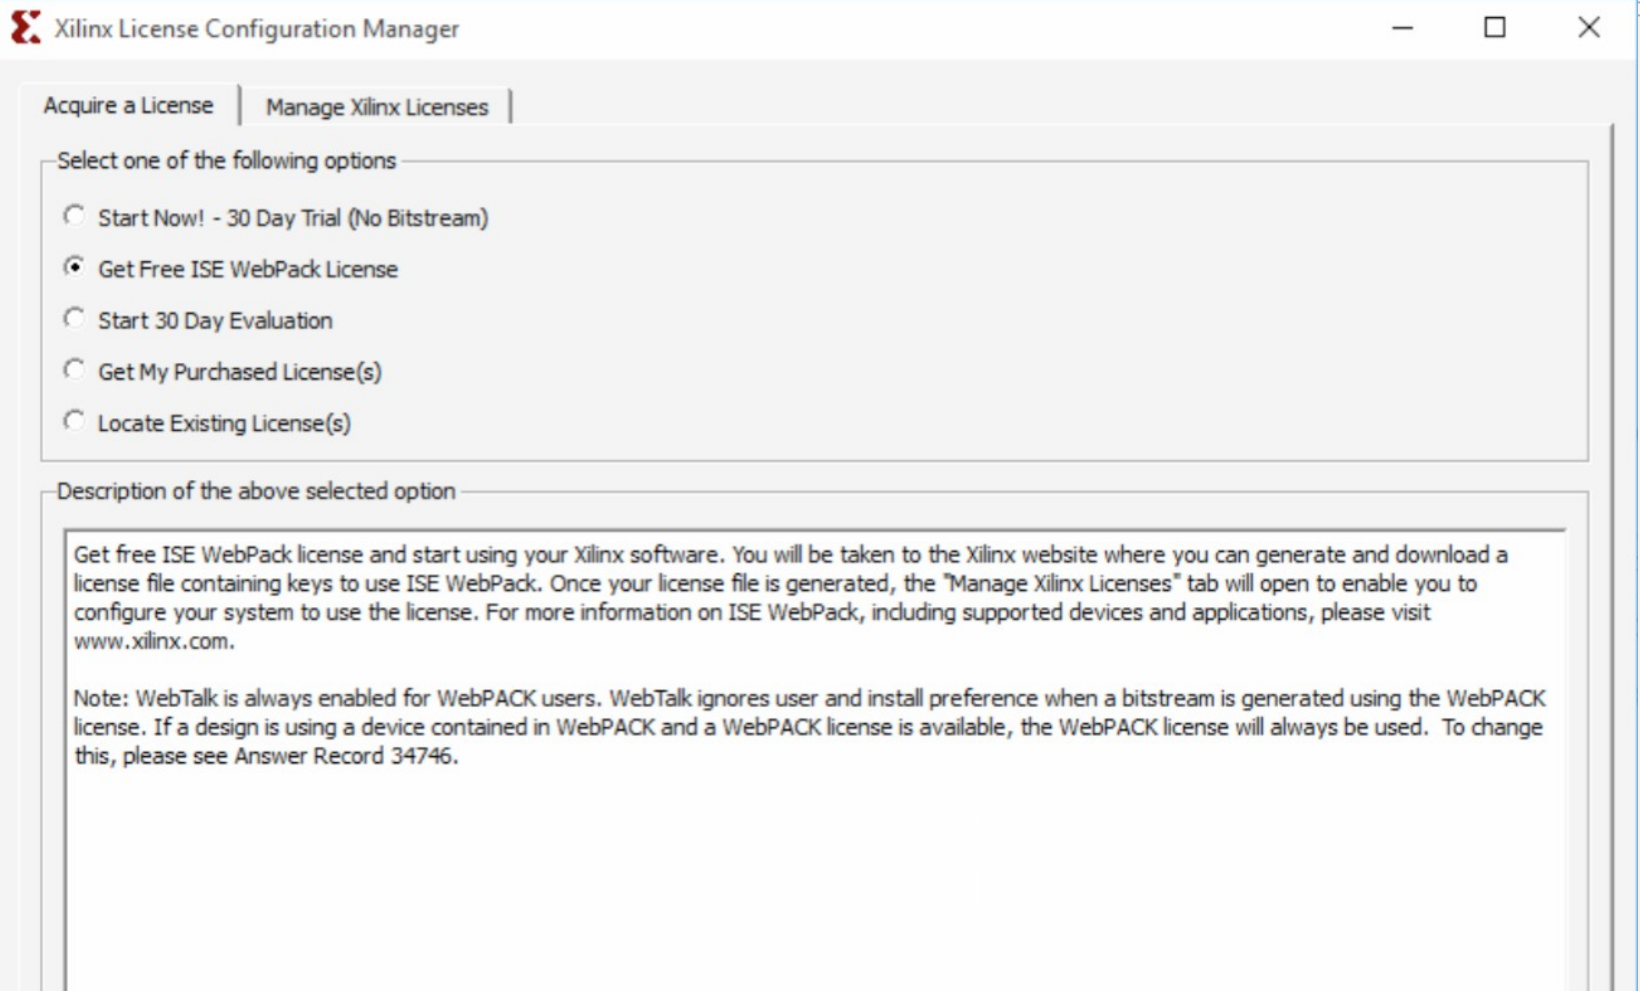 Xilinx License Configuration Manager
Acquire a License
Manage Xilinx Licenses
Select one of the following options
Start Now! - 30 Day Trial (No Bitstream)
Get Free ISE WebPack License
Start 30 Day Evaluation
Get My Purchased License(s)
Locate Existing License(s)
Description of the above selected option
Get free ISE WebPack license and start using your Xilinx software. You will be taken to the Xilinx website where you can generate and download a
license file containing keys to use ISE WebPack. Once your license file is generated, the "Manage Xilinx Licenses" tab will open to enable you to
configure your system to use the license. For more information on ISE WebPack, including supported devices and applications, please visit
www.xilinx.com.
Note: WebTalk is always enabled for WebPACK users. WebTalk ignores user and install preference when a bitstream is generated using the WebPACK
license. If a design is using a device contained in WebPACK and a WebPACK license is available, the WebPACK license will always be used.  To change
this, please see Answer Record 34746.